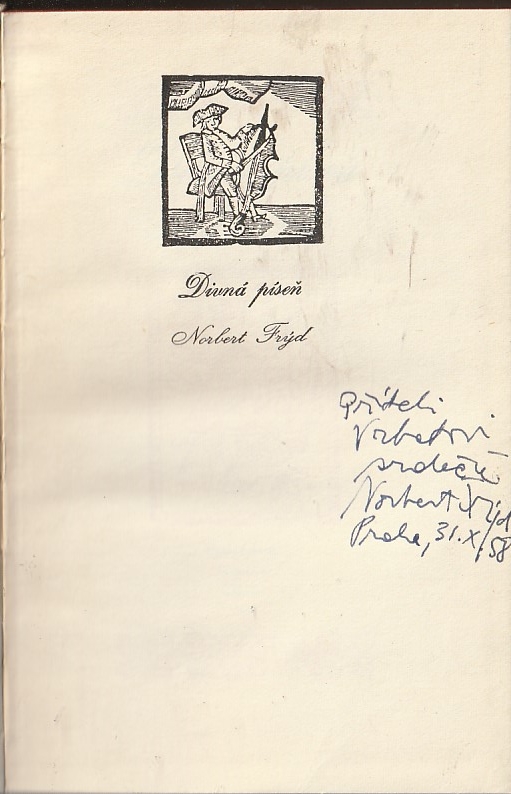 Divná píseň
Norbert Frýd
Příteli
Vrbatovi
srdečně
Norbert Frýd
Praha, 31.X.58